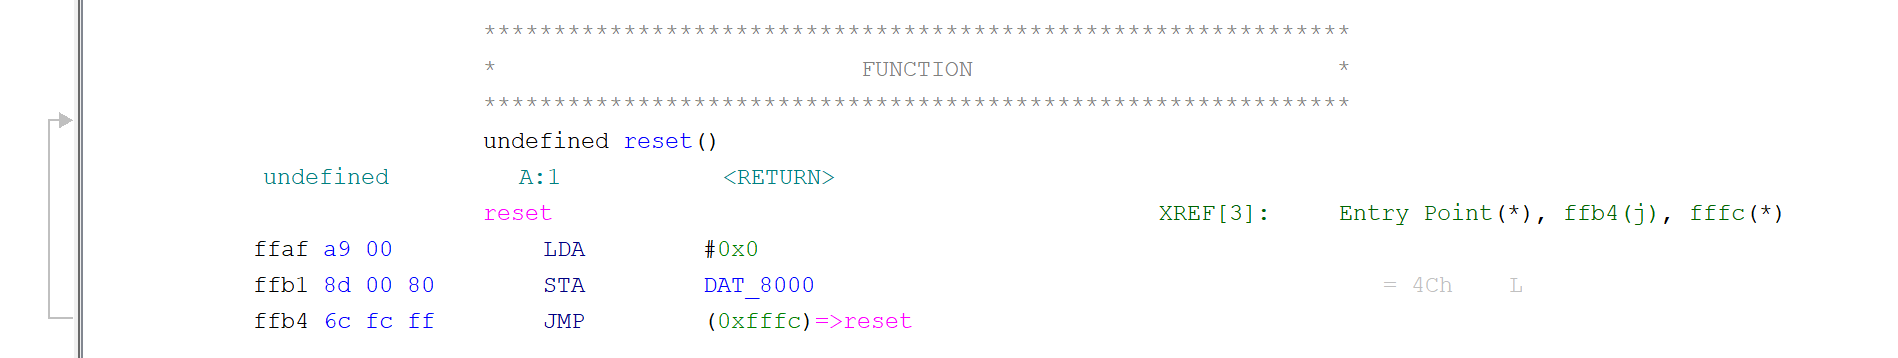 ***************************************************************
* FUNCTION *
***************************************************************
undefined reset()
undefined A:1 <RETURN>
reset XREF[3]: Entry Point(*), ffb4(j), fffc(*)
ffaf a9 00 LDA #0x0
ffb1 8d 00 80 STA DAT_8000 = 4Ch L
ffb4 6c fc ff JMP (0xfffc)=>reset